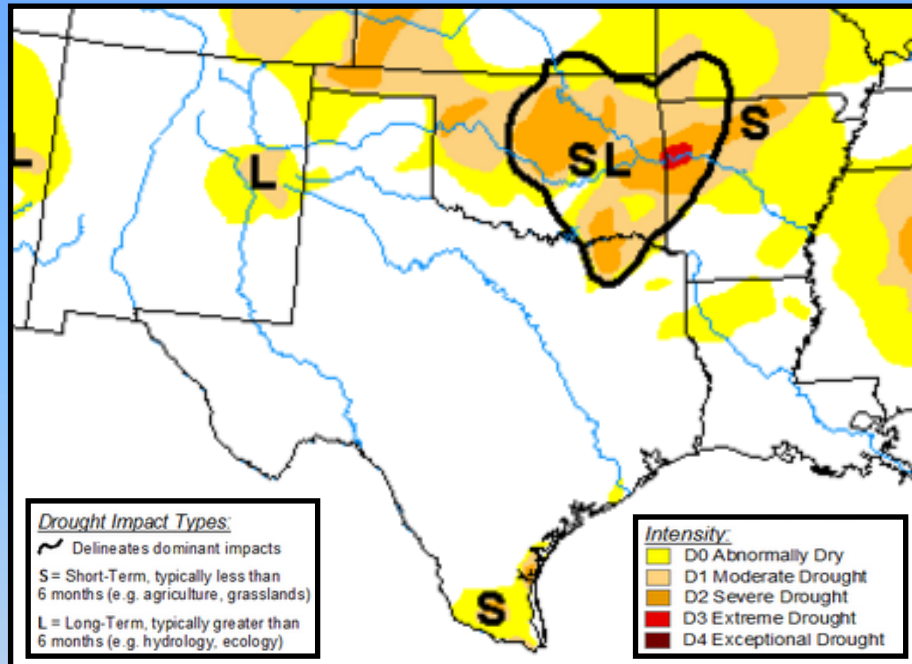 S
L
L
S L
S
Drought Impact Types:
Delineates dominant impacts
S = Short-Term, typically less than
6 months (e.g. agriculture, grasslands)
L = Long-Term, typically greater than
6 months (e.g. hydrology, ecology)
Intensity:
D0 Abnormally Dry
D1 Moderate Drought
D2 Severe Drought
D3 Extreme Drought
D4 Exceptional Drought